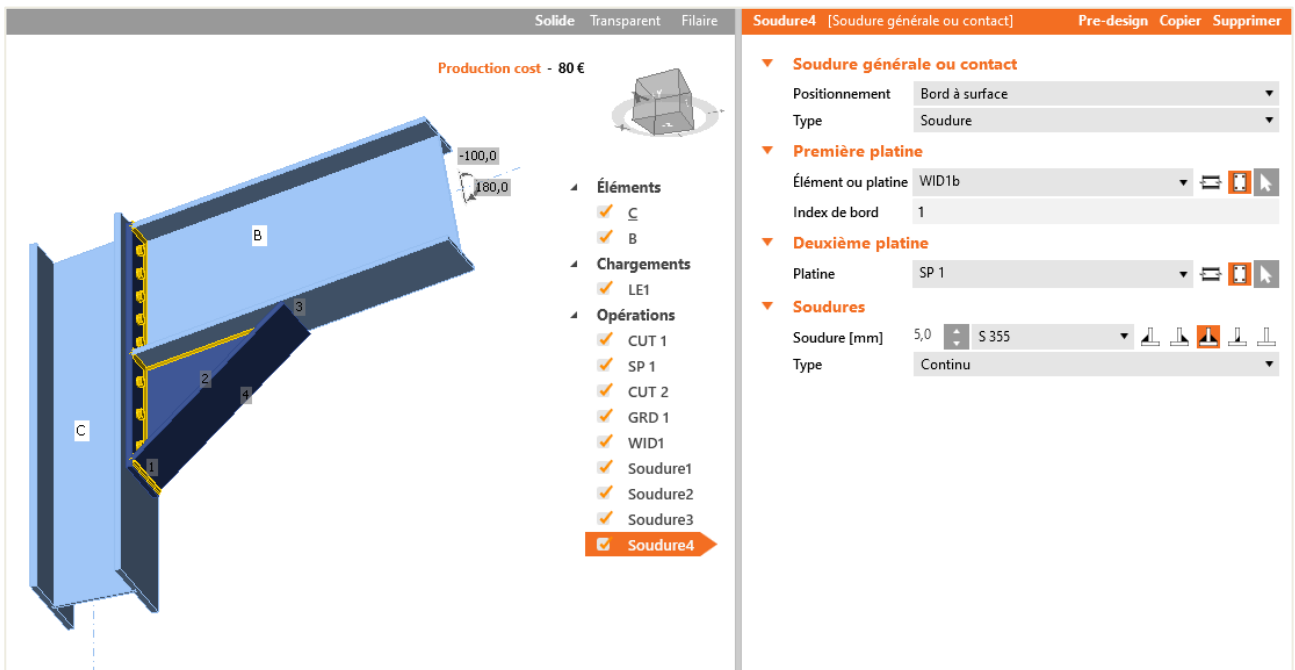 Solide Transparent Filaire
Production cost - 80 €
-100,0
180,0
B
C
3
2
4
1
Éléments
C
B
Chargements
LE1
Opérations
CUT 1
SP 1
CUT 2
GRD 1
WID1
Soudure1
Soudure2
Soudure3
Soudure4
Soudure4 [Soudure générale ou contact] Pre-design Copier Supprimer
Soudure générale ou contact
Positionnement Bord à surface
Type Soudure
Première platine
Élément ou platine WID1b
Index de bord 1
Deuxième platine
Platine SP 1
Soudures
Soudure [mm] 5,0 S 355
Type Continu